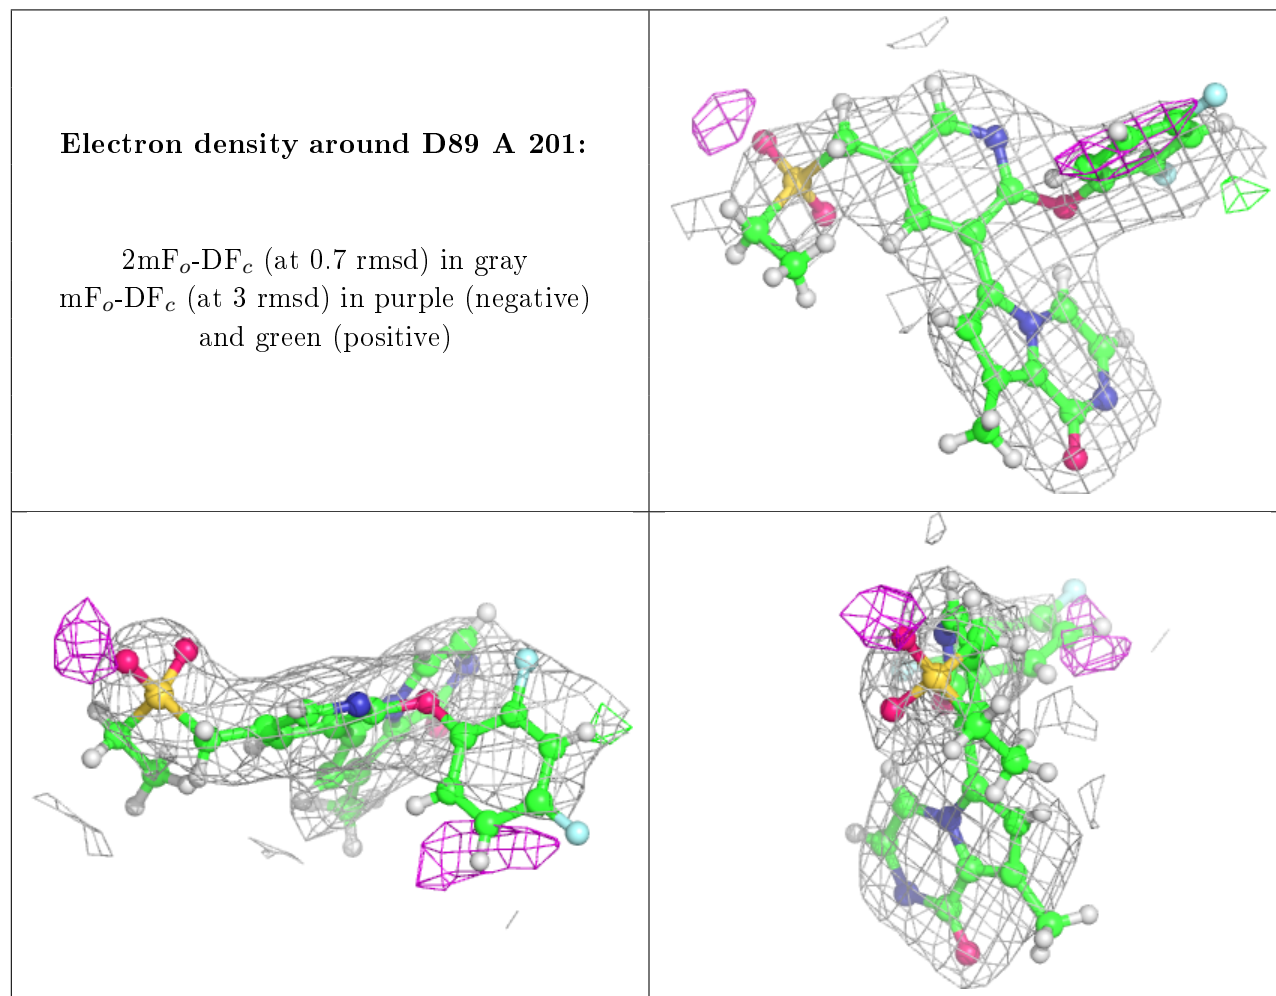 Electron density around D89 A 201:
2mFo-DFc (at 0.7 rmsd) in gray
mFo-DFc (at 3 rmsd) in purple (negative)
and green (positive)